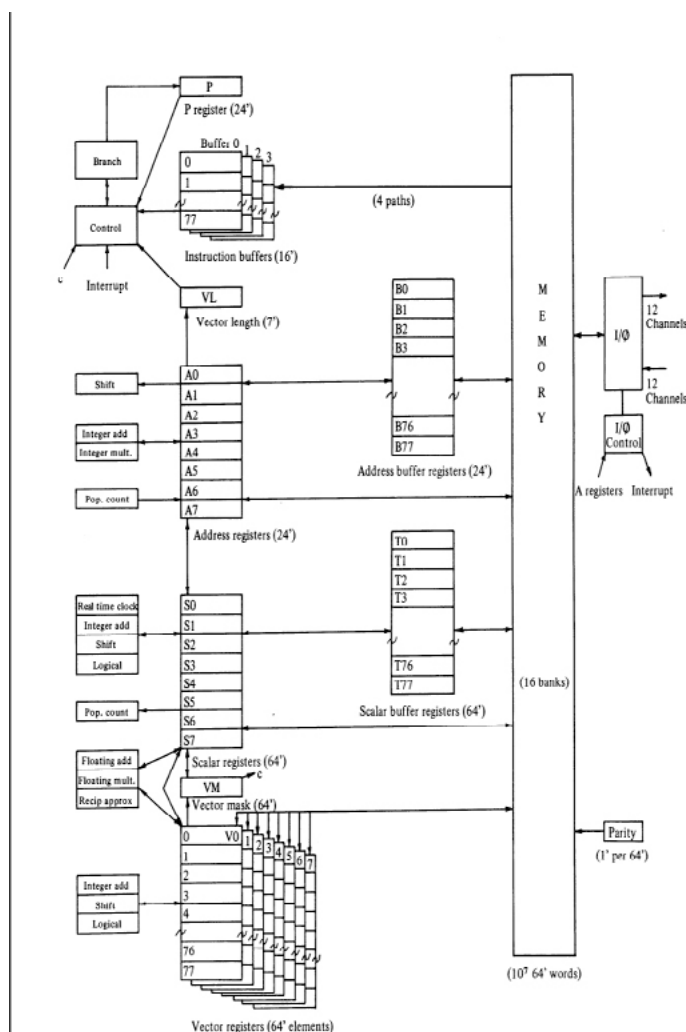 P
P register (24')
Buffer 0
1
2
3
Branch
0
1
77
Control
(4 paths)
c
Interrupt
Instruction buffers (16')
VL
Vector length (7')
B0
B1
B2
B3
B76
B77
Address buffer registers (24')
MEMORY
I/Ø
12
Channels
12
Channels
I/Ø
Control
A registers
Interrupt
Shift
Integer add
Integer mult.
Pop. count
A0
A1
A2
A3
A4
A5
A6
A7
Address registers (24')
T0
T1
T2
T3
T76
T77
Scalar buffer registers (64')
Real time clock
Integer add
Shift
Logical
Pop. count
S0
S1
S2
S3
S4
S5
S6
S7
Scalar registers (64')
(16 banks)
Floating add
Floating mult.
Recip approx
VM
c
Vector mask (64')
Parity
(1' per 64')
0 V0
1
2
3
4
5
6
7
1
2
3
4
76
77
Integer add
Shift
Logical
(10⁷ 64' words)
Vector registers (64' elements)